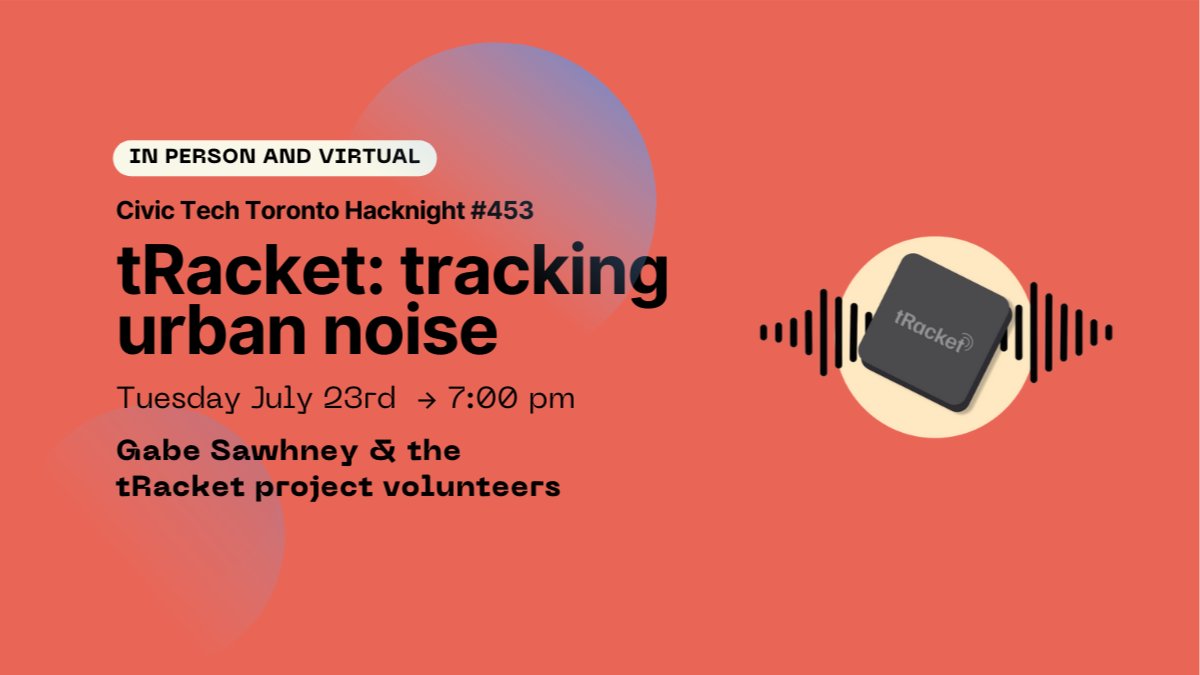 IN PERSON AND VIRTUAL
Civic Tech Toronto Hacknight #453
tRacket: tracking
urban noise
Tuesday July 23rd → 7:00 pm
Gabe Sawhney & the
tRacket project volunteers
tRacket